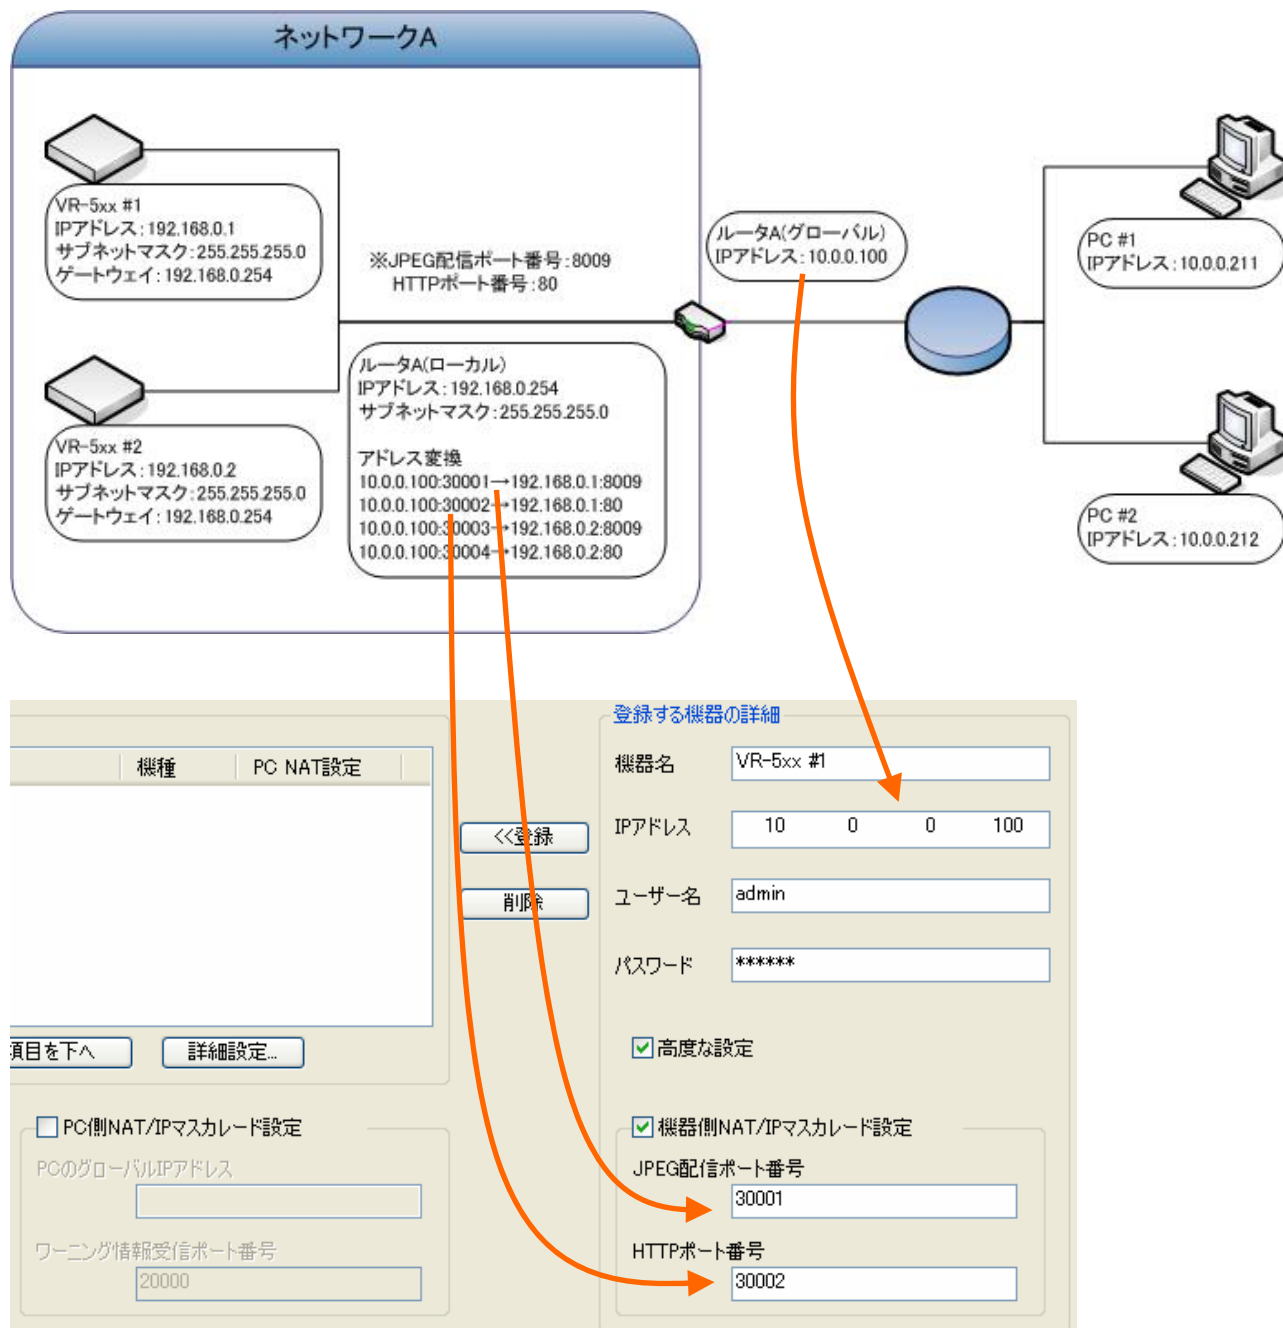 ネットワークA
VR-5xx #1
IPアドレス:192.168.0.1
サブネットマスク:255.255.255.0
ゲートウェイ:192.168.0.254
※JPEG配信ポート番号:8009
HTTPポート番号:80
ルータA(グローバル)
IPアドレス:10.0.0.100
PC #1
IPアドレス:10.0.0.211
VR-5xx #2
IPアドレス:192.168.0.2
サブネットマスク:255.255.255.0
ゲートウェイ:192.168.0.254
ルータA(ローカル)
IPアドレス:192.168.0.254
サブネットマスク:255.255.255.0
アドレス変換
10.0.0.100:30001→192.168.0.1:8009
10.0.0.100:30002→192.168.0.1:80
10.0.0.100:30003→192.168.0.2:8009
10.0.0.100:30004→192.168.0.2:80
PC #2
IPアドレス:10.0.0.212
機種 PC NAT設定
<<登録
削除
項目を下へ 詳細設定...
PC側NAT/IPマスカレード設定
PCのグローバルIPアドレス
ワーニング情報受信ポート番号
20000
登録する機器の詳細
機器名 VR-5xx #1
IPアドレス 10 0 0 100
ユーザー名 admin
パスワード ******
高度な設定
機器側NAT/IPマスカレード設定
JPEG配信ポート番号
30001
HTTPポート番号
30002